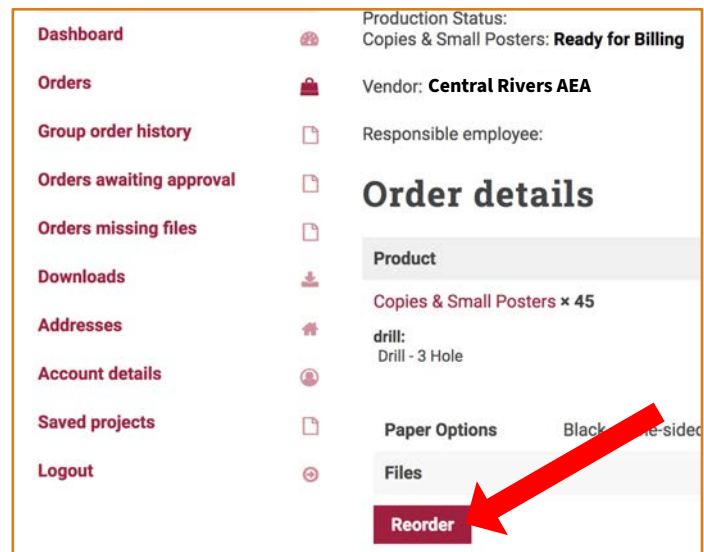 Dashboard
Orders
Group order history
Orders awaiting approval
Orders missing files
Downloads
Addresses
Account details
Saved projects
Logout
Production Status:
Copies & Small Posters: Ready for Billing
Vendor: Central Rivers AEA
Responsible employee:
Order details
Product
Copies & Small Posters × 45
drill:
Drill - 3 Hole
Paper Options
Files
Reorder